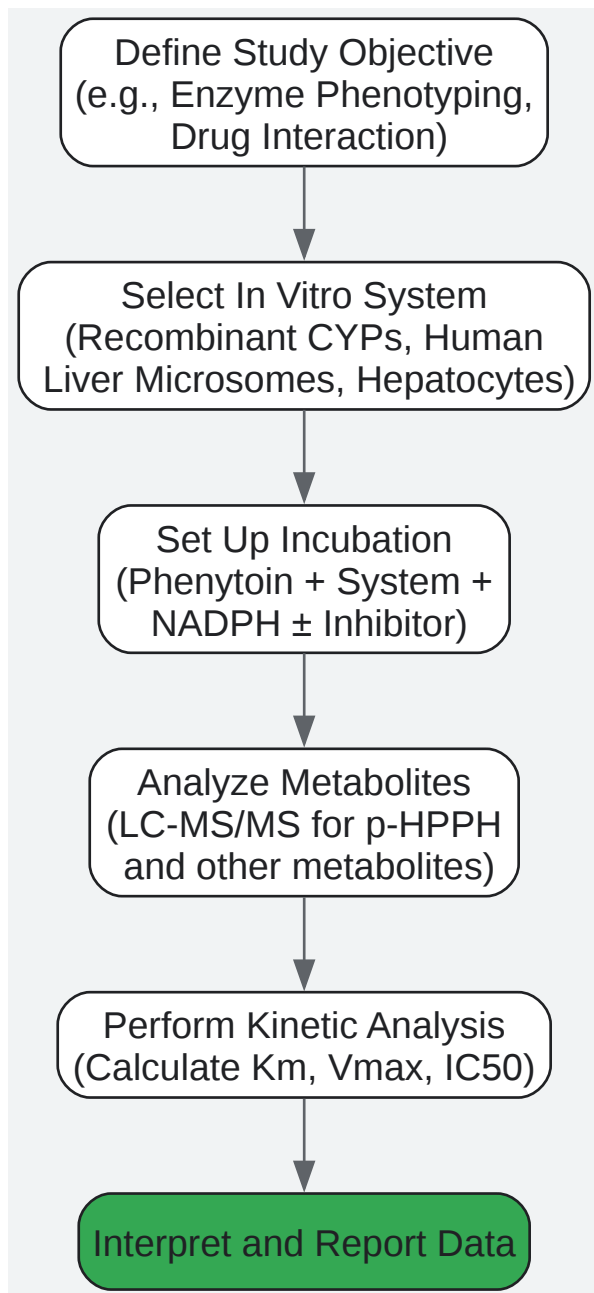 Define Study Objective
(e.g., Enzyme Phenotyping,
Drug Interaction)
Select In Vitro System
(Recombinant CYPs, Human
Liver Microsomes, Hepatocytes)
Set Up Incubation
(Phenytoin + System +
NADPH ± Inhibitor)
Analyze Metabolites
(LC-MS/MS for p-HPPH
and other metabolites)
Perform Kinetic Analysis
(Calculate Km, Vmax, IC50)
Interpret and Report Data